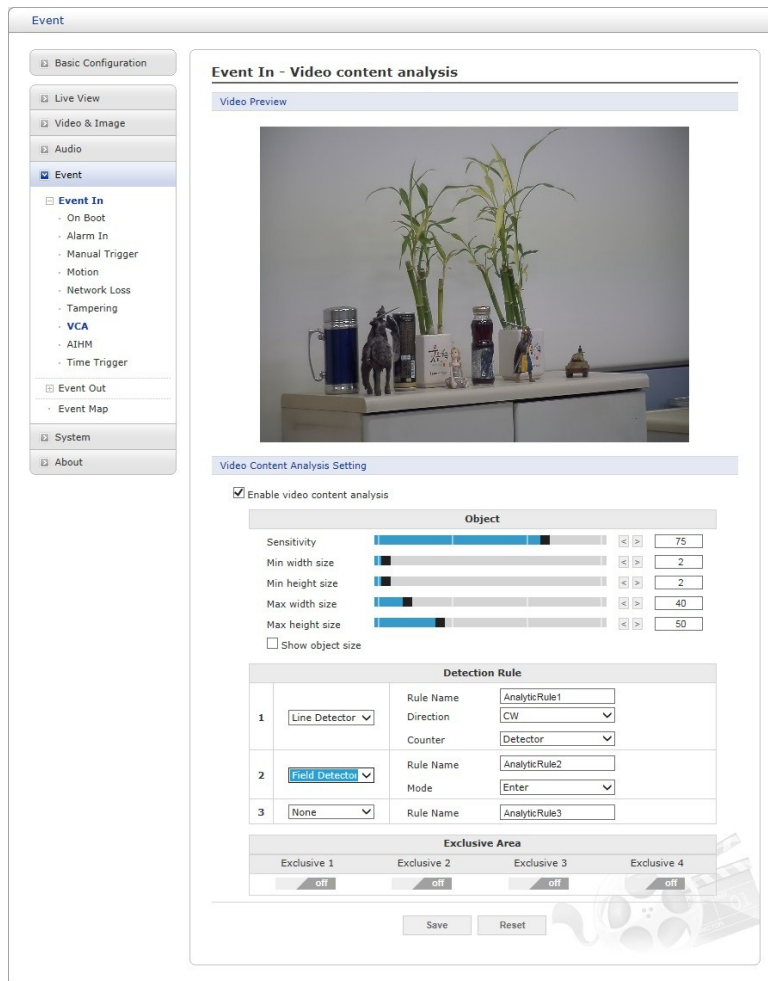 Event
Basic Configuration
Live View
Video & Image
Audio
Event
Event In
On Boot
Alarm In
Manual Trigger
Motion
Network Loss
Tampering
VCA
AIHM
Time Trigger
Event Out
Event Map
System
About
Event In - Video content analysis
Video Preview
Video Content Analysis Setting
Enable video content analysis
Object
Sensitivity < > 75
Min width size < > 2
Min height size < > 2
Max width size < > 40
Max height size < > 50
Show object size
Detection Rule
1 Line Detector Rule Name AnalyticRule1
Direction CW
Counter Detector
2 Field Detector Rule Name AnalyticRule2
Mode Enter
3 None Rule Name AnalyticRule3
Exclusive Area
Exclusive 1 Exclusive 2 Exclusive 3 Exclusive 4
off off off off
Save Reset